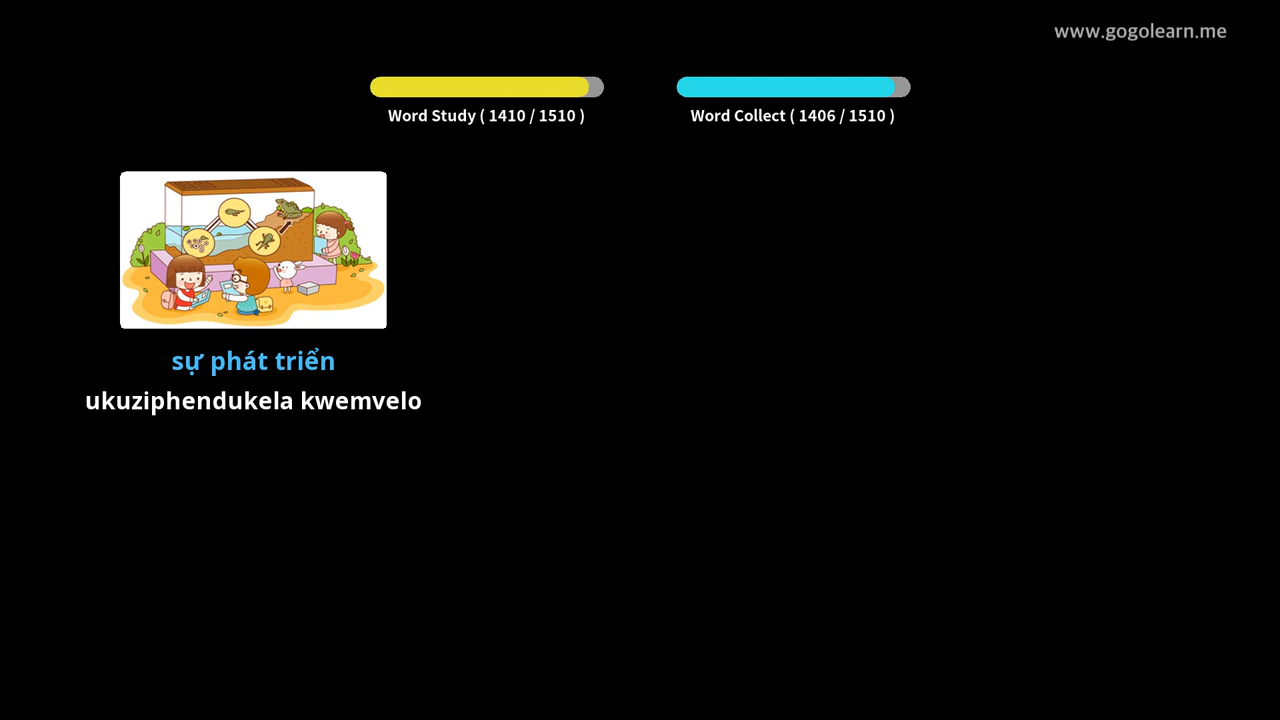 www.gogolearn.me
Word Study ( 1410 / 1510 )
Word Collect ( 1406 / 1510 )
sự phát triển
ukuziphendukela kwemvelo